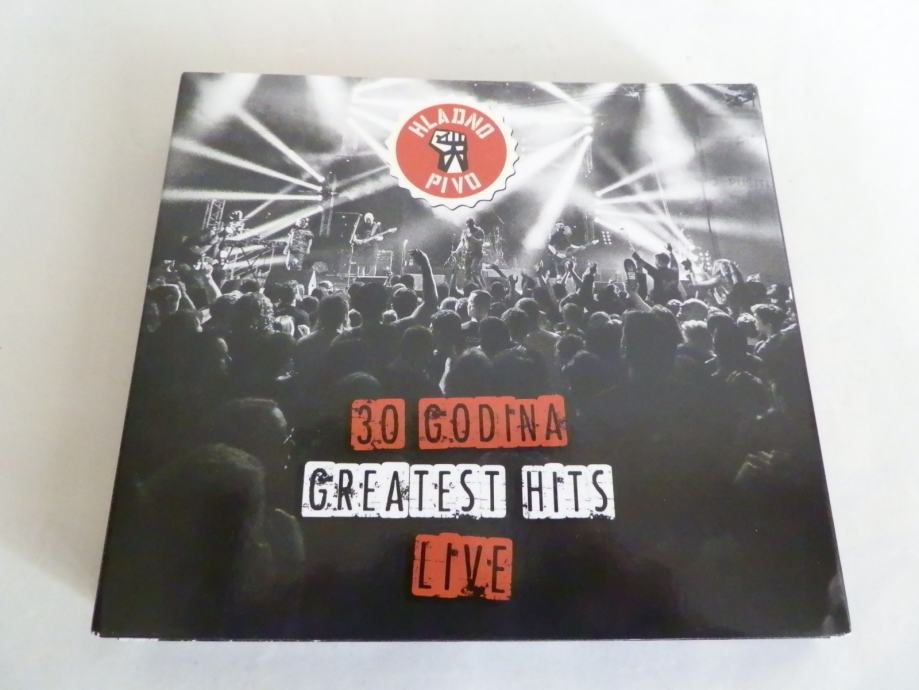 HLADNO
PIVO
30 GODINA
GREATEST HITS
LIVE